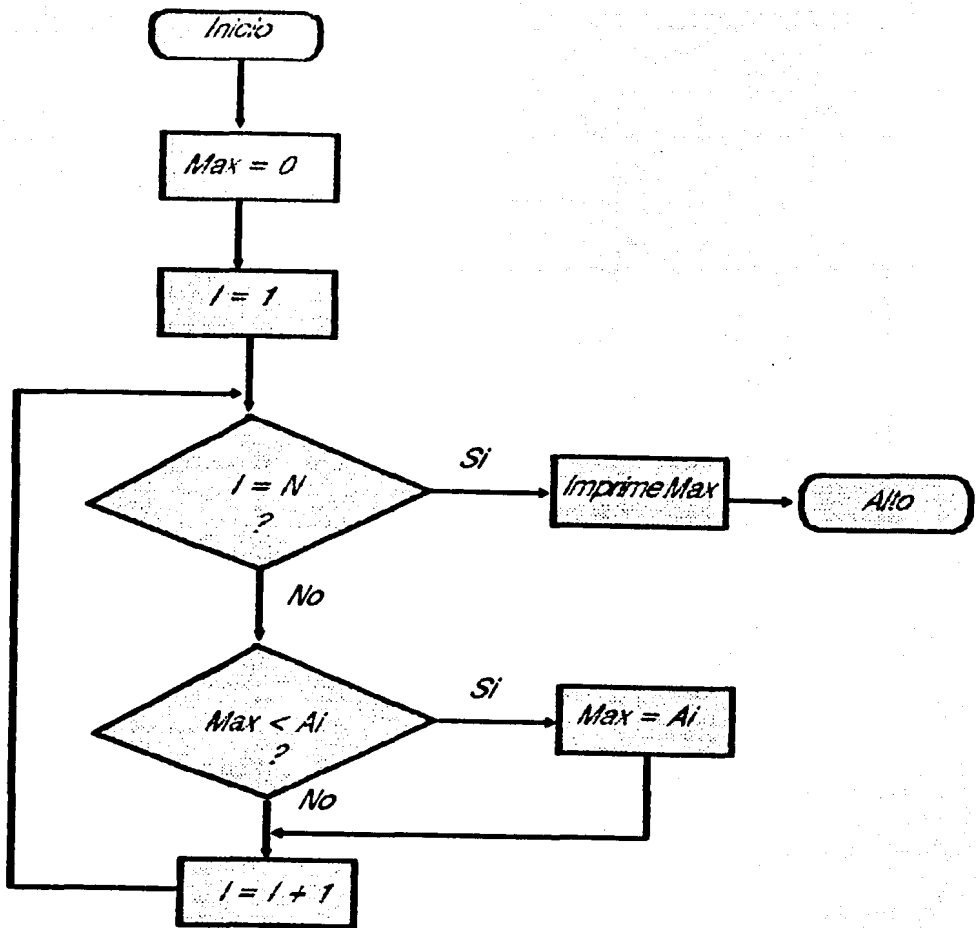 Inicio
Max = 0
I = 1
I = N
?
Si
Imprime Max
Alto
No
Max < Ai
?
Si
Max = Ai
No
I = I + 1